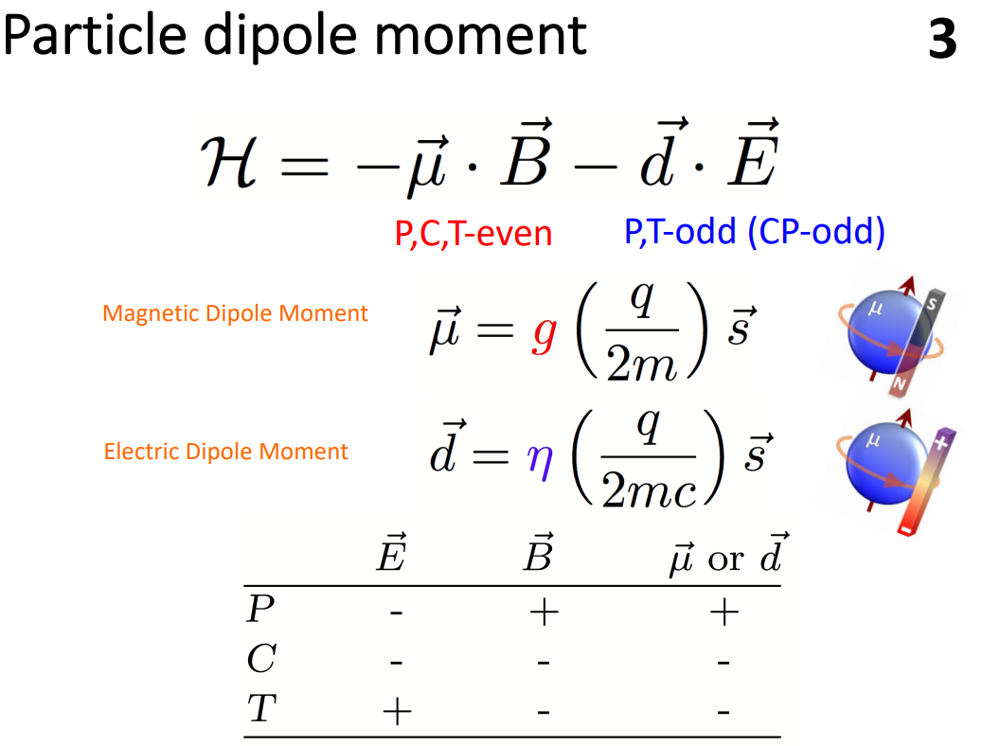 Particle dipole moment 3
ℋ = −μ⃗ · B⃗ − d⃗ · E⃗
P,C,T-even P,T-odd (CP-odd)
Magnetic Dipole Moment μ⃗ = g (q/2m) s⃗
μ S N
Electric Dipole Moment d⃗ = η (q/2mc) s⃗
μ + -
E⃗ B⃗ μ⃗ or d⃗
P - + +
C - - -
T + - -